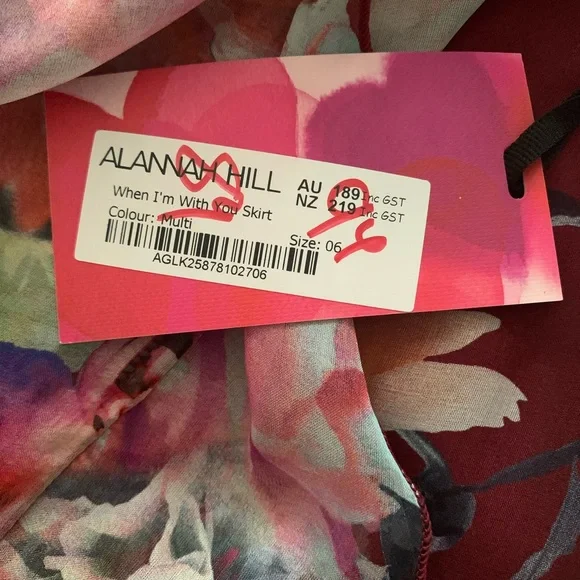 ALANNAH HILL
When I'm With You Skirt
Colour: Multi
AU 189 Inc GST
NZ 219 Inc GST
Size: 06
AGLK25878102706